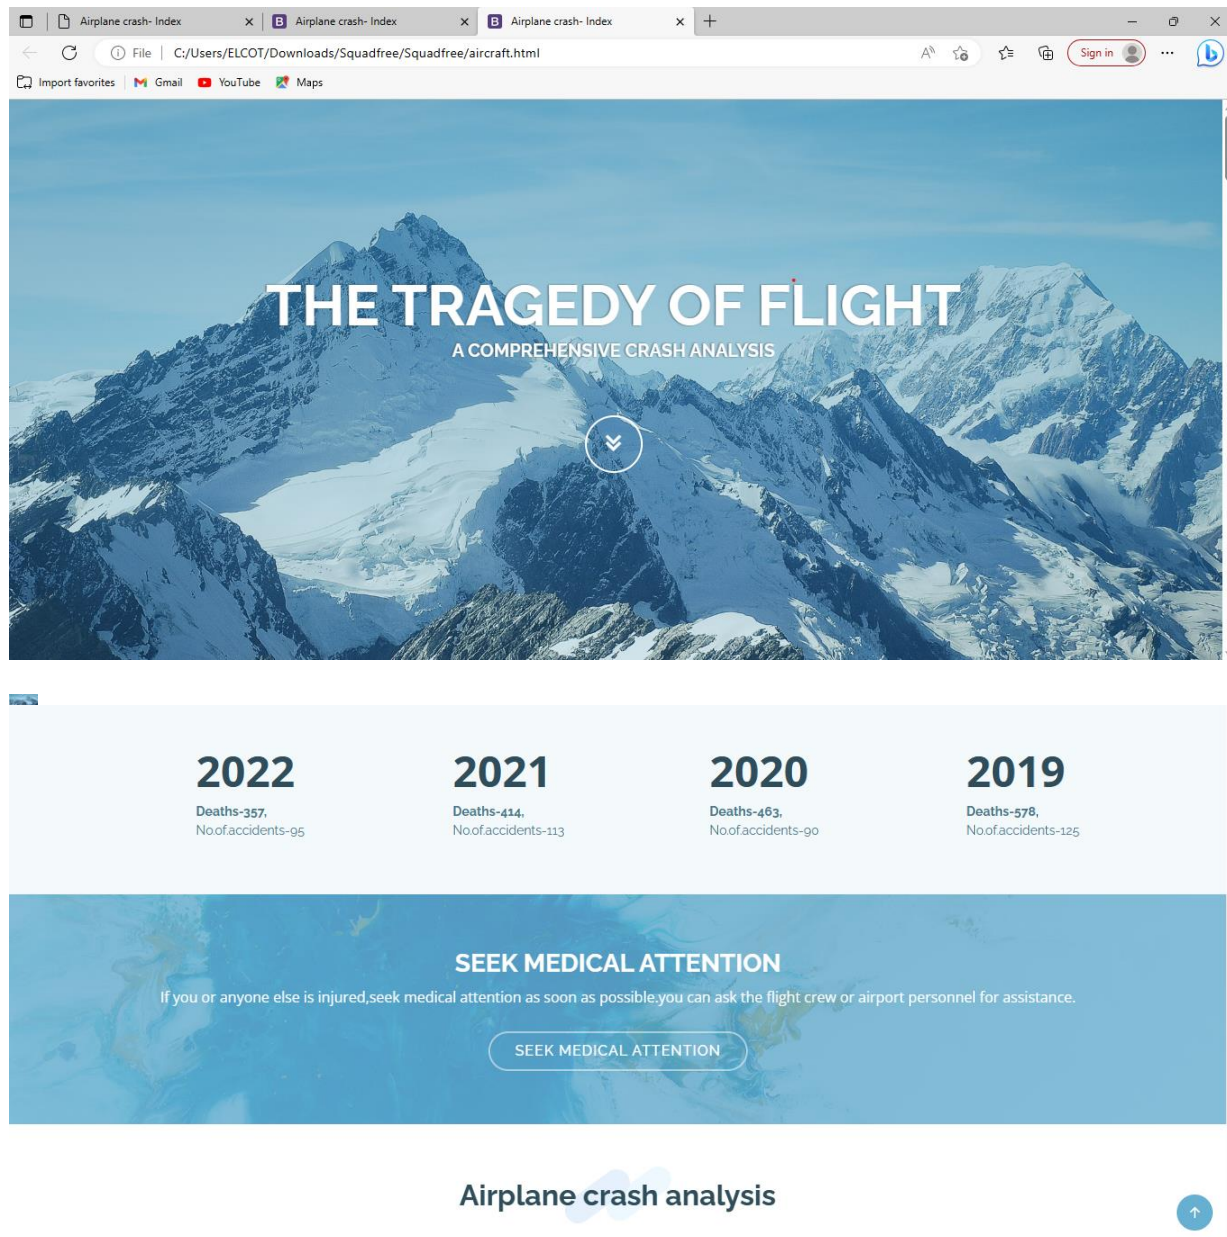 Airplane crash- Index
Airplane crash- Index
Airplane crash- Index
File | C:/Users/ELCOT/Downloads/Squadfree/Squadfree/aircraft.html
Sign in
Import favorites
Gmail
YouTube
Maps
THE TRAGEDY OF FLIGHT
A COMPREHENSIVE CRASH ANALYSIS
2022
Deaths-357,
No.of.accidents-95
2021
Deaths-414,
No.of.accidents-113
2020
Deaths-463,
No.of.accidents-90
2019
Deaths-578,
No.of.accidents-125
SEEK MEDICAL ATTENTION
If you or anyone else is injured,seek medical attention as soon as possible.you can ask the flight crew or airport personnel for assistance.
SEEK MEDICAL ATTENTION
Airplane crash analysis